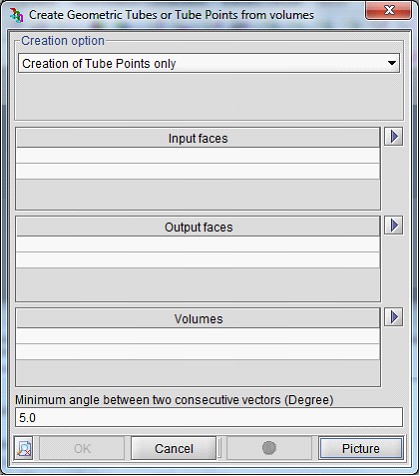 Create Geometric Tubes or Tube Points from volumes
Creation option
Creation of Tube Points only
Input faces
Output faces
Volumes
Minimum angle between two consecutive vectors (Degree)
5.0
OK
Cancel
Picture